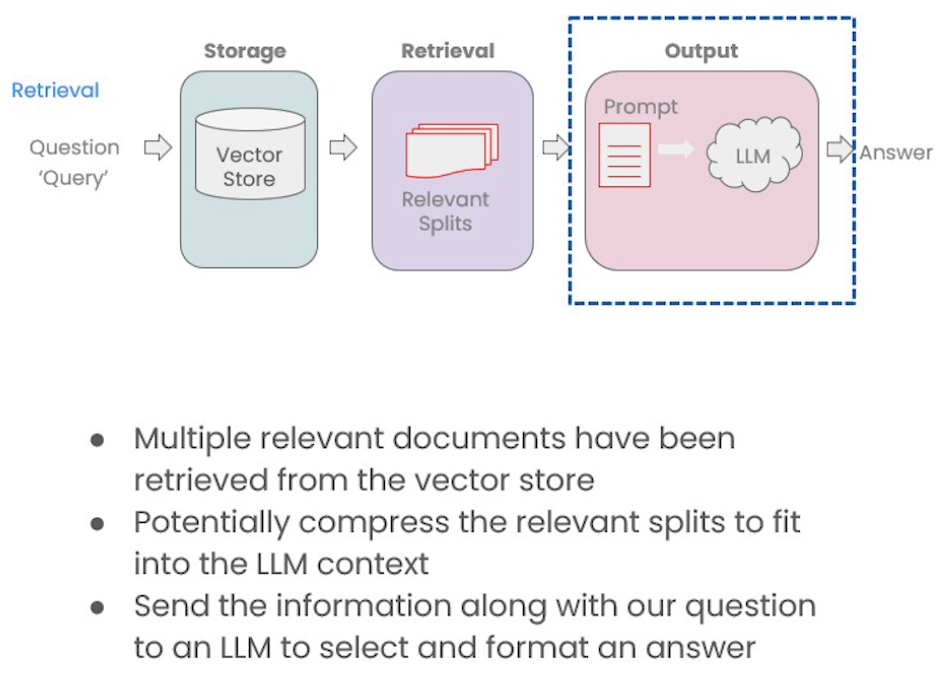 Storage
Retrieval
Output
Retrieval
Question
‘Query’
Vector
Store
Relevant
Splits
Prompt
LLM
Answer
● Multiple relevant documents have been
retrieved from the vector store
● Potentially compress the relevant splits to fit
into the LLM context
● Send the information along with our question
to an LLM to select and format an answer